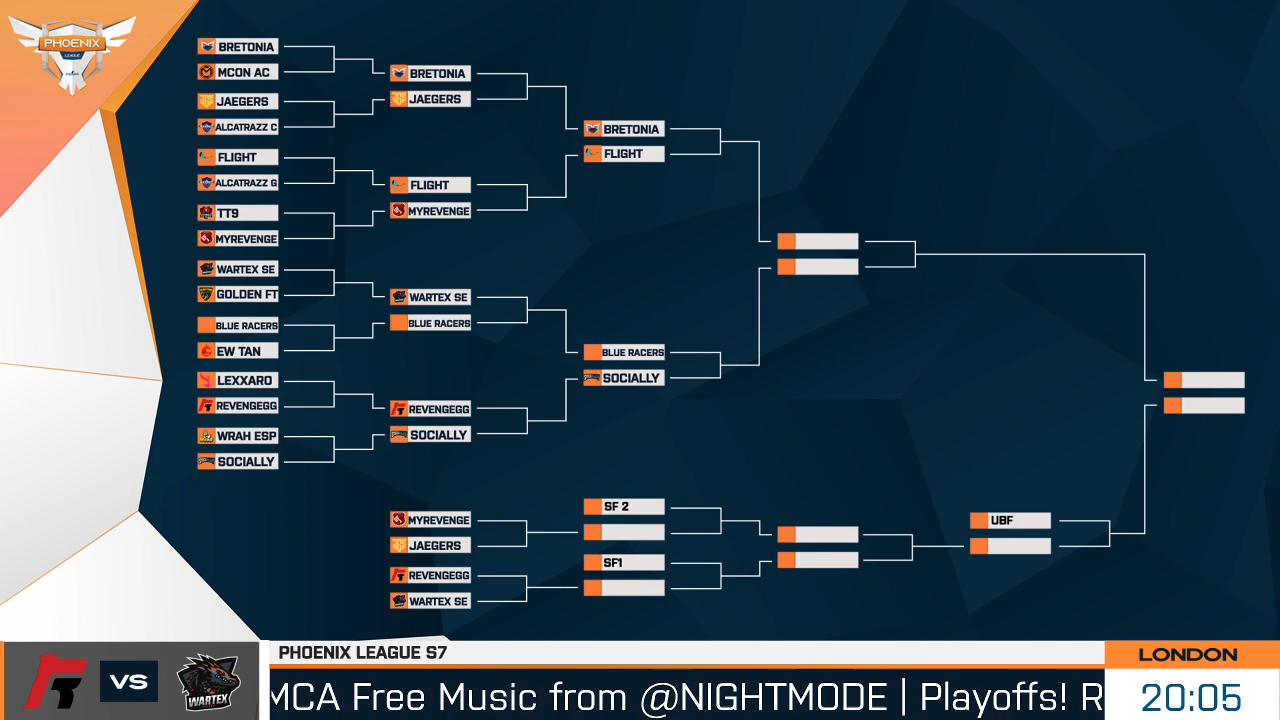 PHOENIX
LEAGUE
BRETONIA
MCON AC
JAEGERS
ALCATRAZZ C
FLIGHT
ALCATRAZZ G
TT9
MYREVENGE
WARTEX SE
GOLDEN FT
BLUE RACERS
EW TAN
LEXXARO
REVENGEGG
WRAH ESP
SOCIALLY
BRETONIA
JAEGERS
FLIGHT
MYREVENGE
WARTEX SE
BLUE RACERS
REVENGEGG
SOCIALLY
BRETONIA
FLIGHT
BLUE RACERS
SOCIALLY
MYREVENGE
JAEGERS
REVENGEGG
WARTEX SE
SF 2
SF1
UBF
VS
WARTEX
PHOENIX LEAGUE S7
MCA Free Music from @NIGHTMODE | Playoffs! R
LONDON
20:05